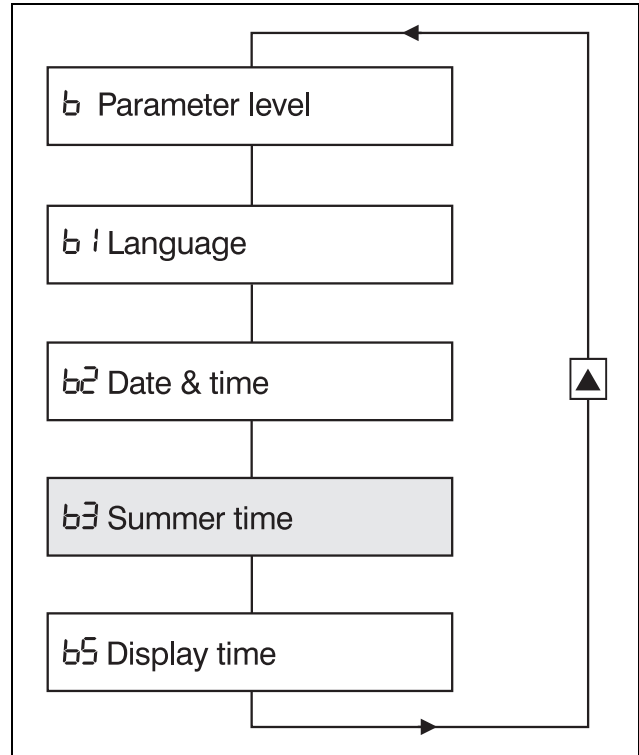 b Parameter level
b1 Language
b2 Date & time
b3 Summer time
b5 Display time